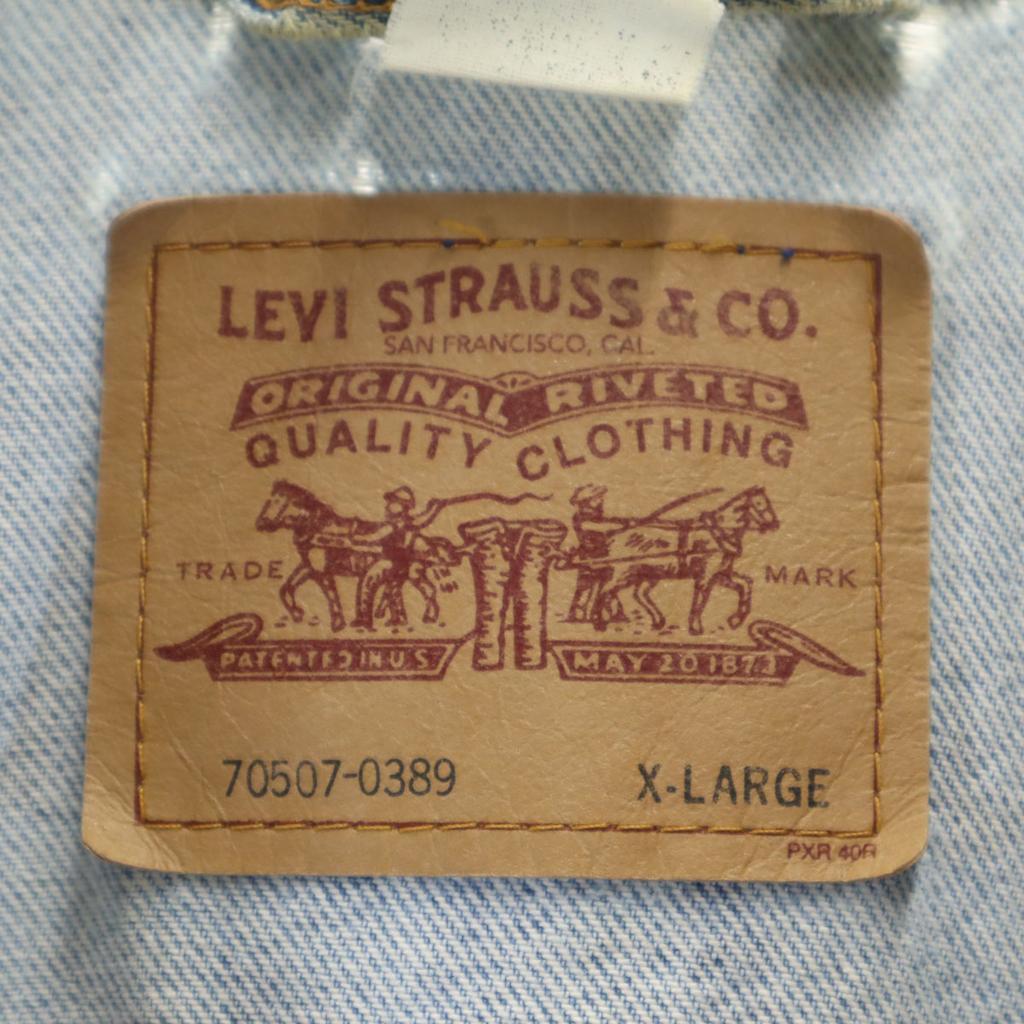 LEVI STRAUSS & CO.
SAN FRANCISCO, CAL.
ORIGINAL RIVETED
QUALITY CLOTHING
TRADE MARK
PATENTED IN U.S. MAY 20 1873
70507-0389 X-LARGE
PXR 40R